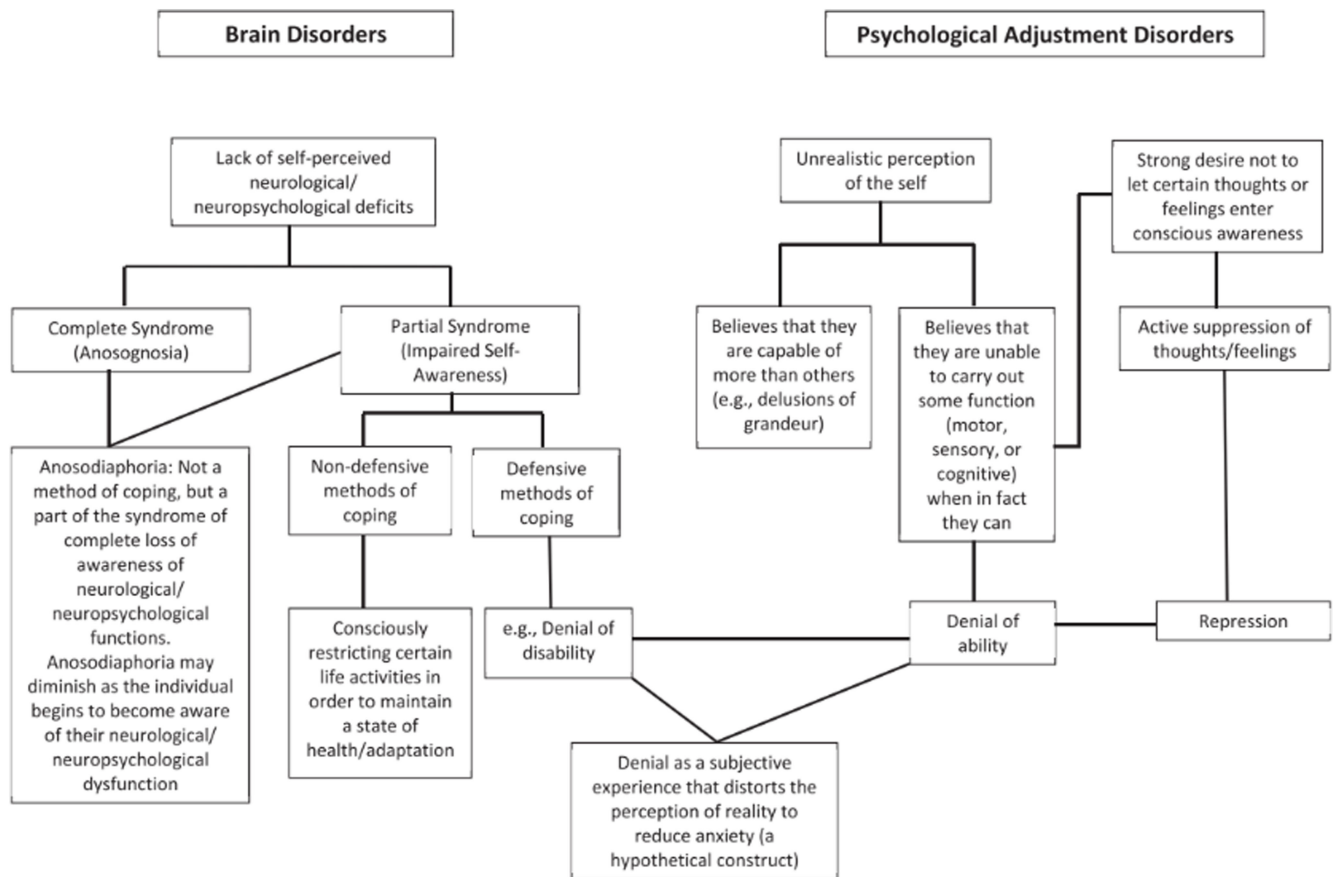 Brain Disorders
Psychological Adjustment Disorders
Lack of self-perceived
neurological/
neuropsychological deficits
Unrealistic perception
of the self
Strong desire not to
let certain thoughts or
feelings enter
conscious awareness
Complete Syndrome
(Anosognosia)
Partial Syndrome
(Impaired Self-
Awareness)
Believes that they
are capable of
more than others
(e.g., delusions of
grandeur)
Believes that
they are unable
to carry out
some function
(motor,
sensory, or
cognitive)
when in fact
they can
Active suppression of
thoughts/feelings
Anosodiaphoria: Not a
method of coping, but a
part of the syndrome of
complete loss of
awareness of
neurological/
neuropsychological
functions.
Anosodiaphoria may
diminish as the individual
begins to become aware
of their neurological/
neuropsychological
dysfunction
Non-defensive
methods of
coping
Defensive
methods of
coping
Consciously
restricting certain
life activities in
order to maintain
a state of
health/adaptation
e.g., Denial of
disability
Denial of
ability
Repression
Denial as a subjective
experience that distorts the
perception of reality to
reduce anxiety (a
hypothetical construct)